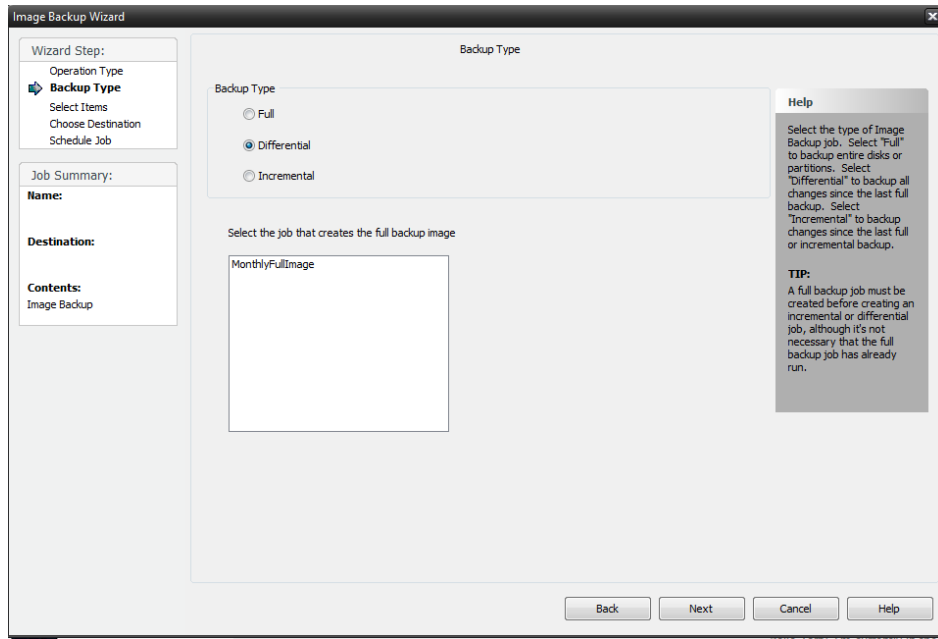 Image Backup Wizard
Wizard Step:
Operation Type
Backup Type
Select Items
Choose Destination
Schedule Job
Job Summary:
Name:
Destination:
Contents:
Image Backup
Backup Type
Backup Type
Full
Differential
Incremental
Select the job that creates the full backup image
MonthlyFullImage
Help
Select the type of Image
Backup job. Select "Full"
to backup entire disks or
partitions. Select
"Differential" to backup all
changes since the last full
backup. Select
"Incremental" to backup
changes since the last full
or incremental backup.
TIP:
A full backup job must be
created before creating an
incremental or differential
job, although it's not
necessary that the full
backup job has already
run.
Back
Next
Cancel
Help